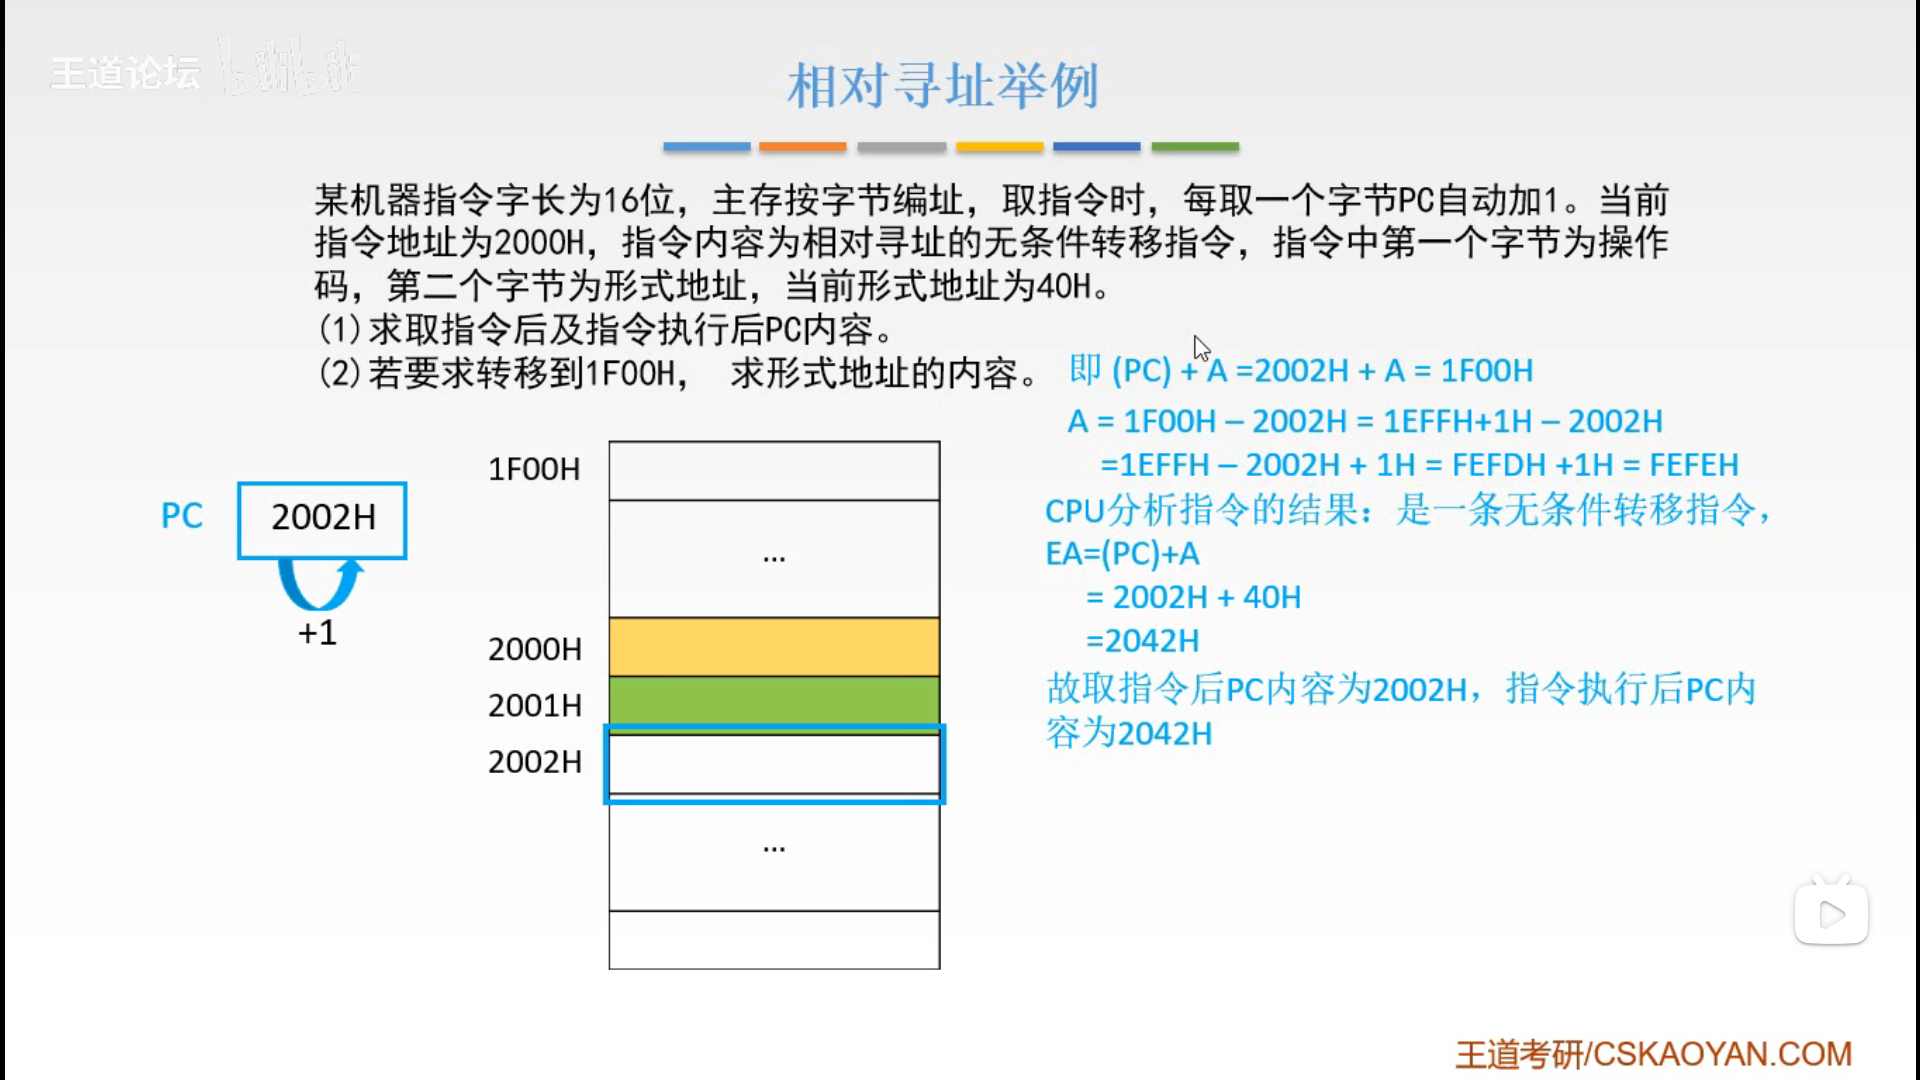 王道论坛 bilibili
相对寻址举例
某机器指令字长为16位，主存按字节编址，取指令时，每取一个字节PC自动加1。当前
指令地址为2000H，指令内容为相对寻址的无条件转移指令，指令中第一个字节为操作
码，第二个字节为形式地址，当前形式地址为40H。
(1)求取指令后及指令执行后PC内容。
(2)若要求转移到1F00H， 求形式地址的内容。
即 (PC) + A =2002H + A = 1F00H
A = 1F00H – 2002H = 1EFFH+1H – 2002H
=1EFFH – 2002H + 1H = FEFDH +1H = FEFEH
CPU分析指令的结果：是一条无条件转移指令，
EA=(PC)+A
= 2002H + 40H
=2042H
故取指令后PC内容为2002H，指令执行后PC内
容为2042H
PC
2002H
+1
1F00H
...
2000H
2001H
2002H
...
王道考研/CSKAOYAN.COM